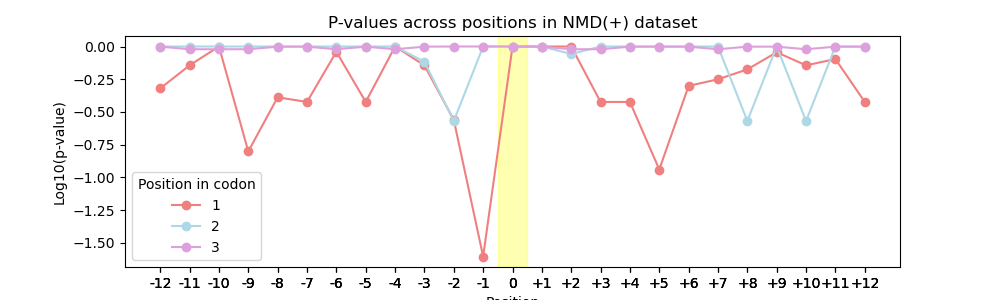 P-values across positions in NMD(+) dataset
0.00
−0.25
−0.50
−0.75
−1.00
−1.25
−1.50
Log10(p-value)
Position in codon
1
2
3
-12 -11 -10 -9 -8 -7 -6 -5 -4 -3 -2 -1 0 +1 +2 +3 +4 +5 +6 +7 +8 +9 +10 +11 +12
Position